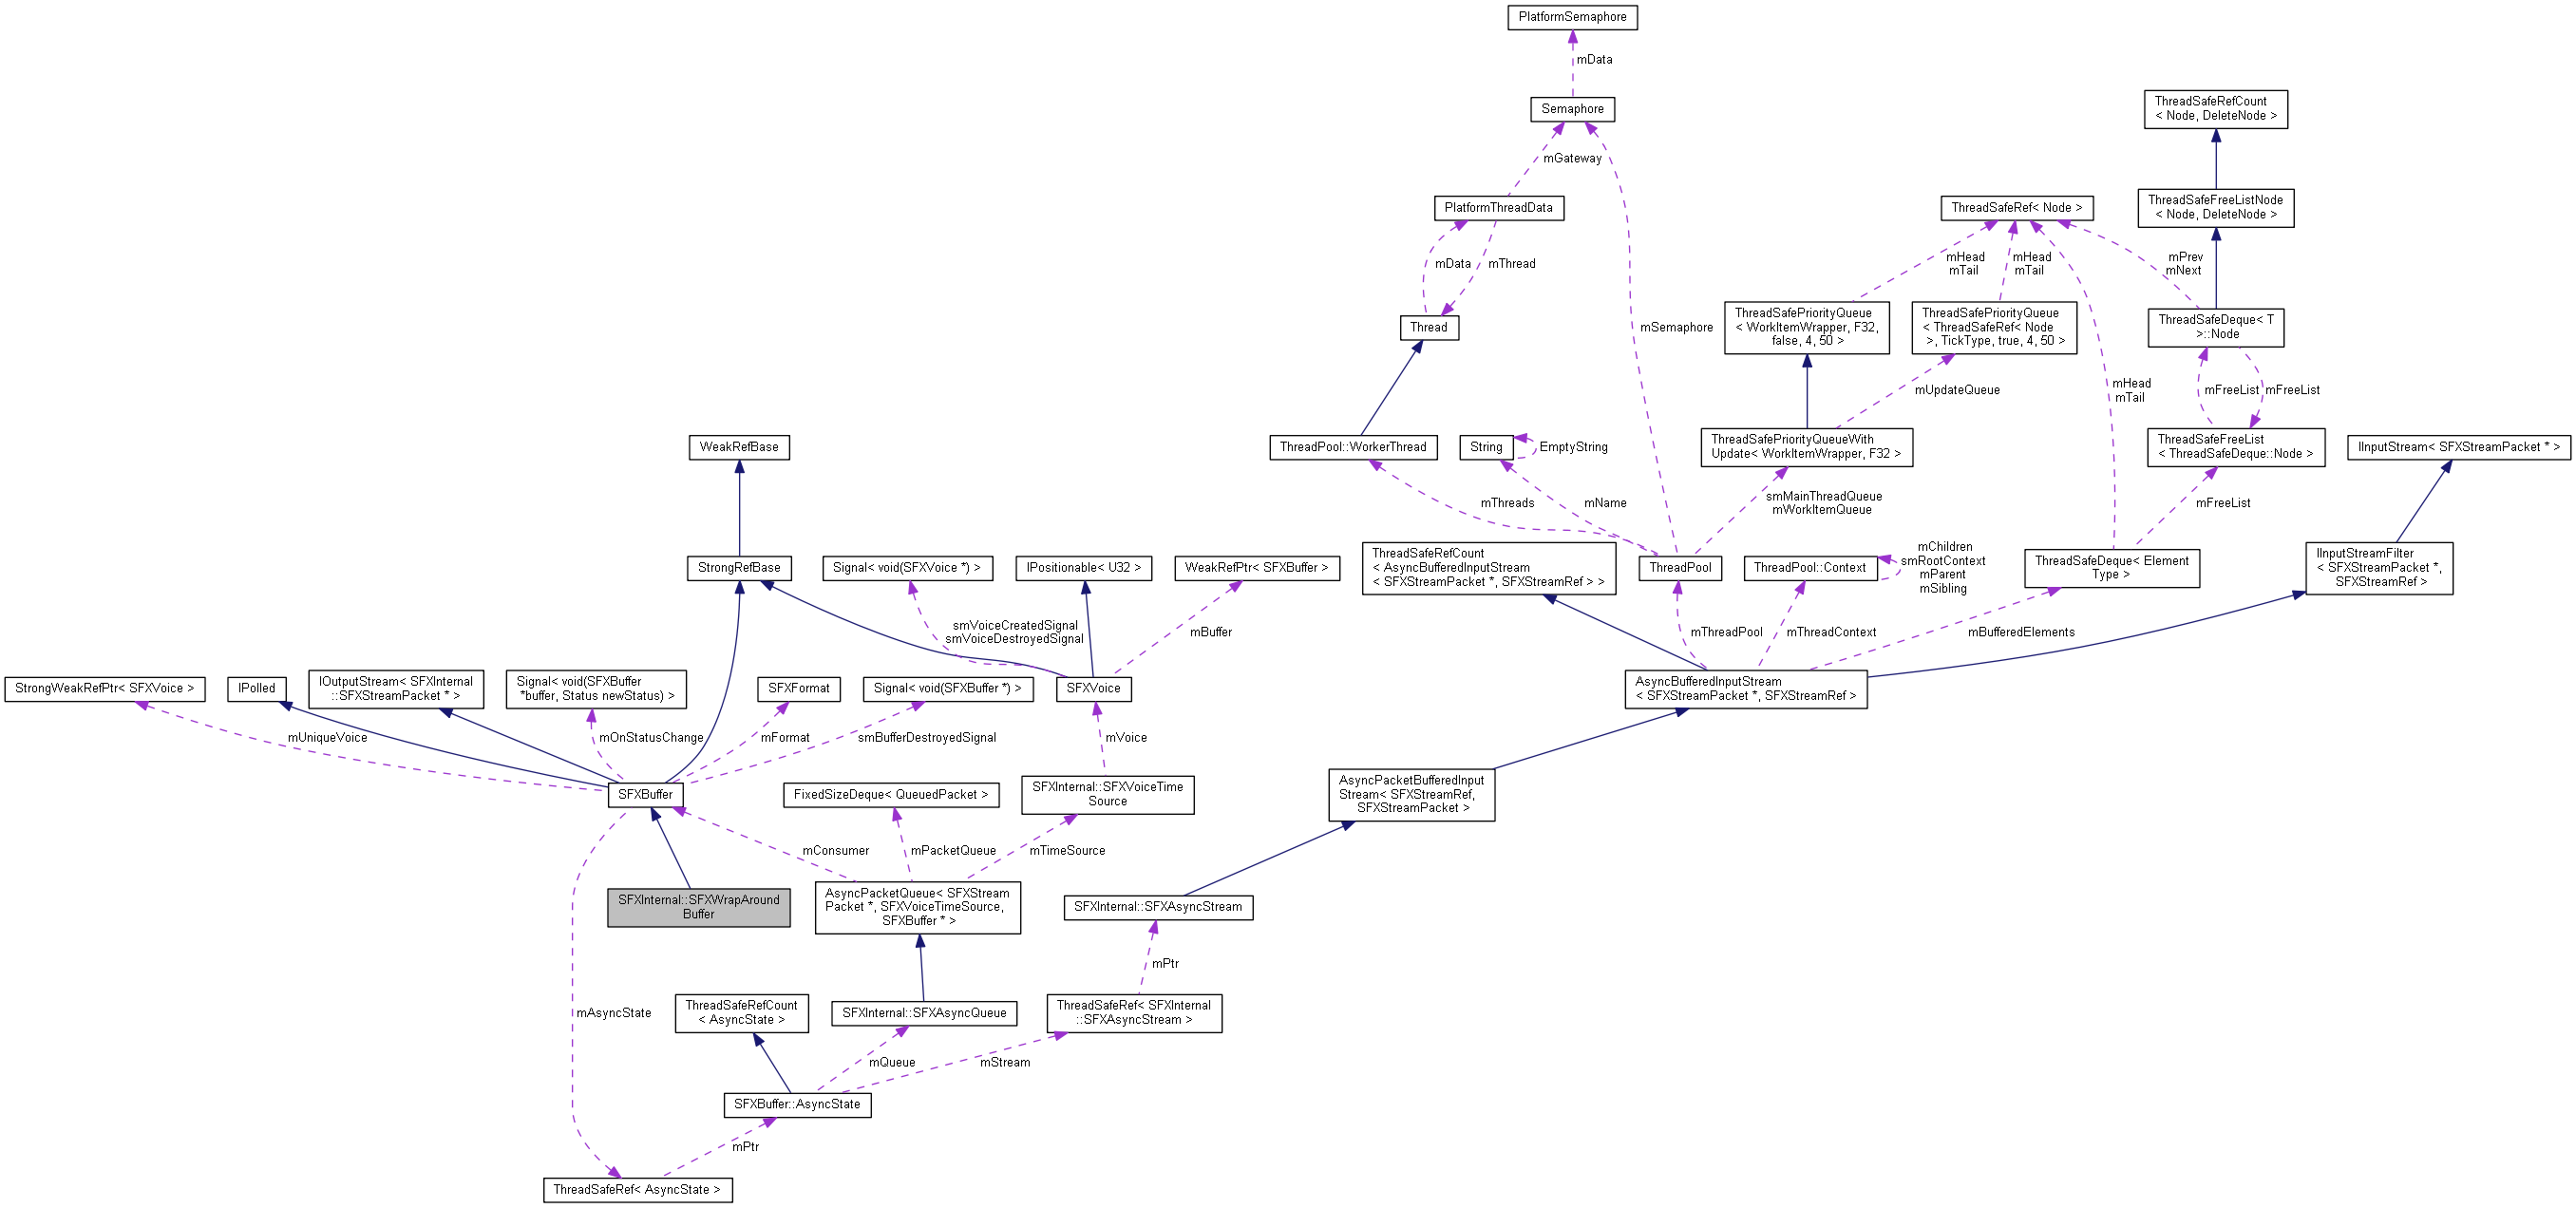 PlatformSemaphore
mData
Semaphore
ThreadSafeRefCount
< Node, DeleteNode >
mGateway
PlatformThreadData
ThreadSafeRef< Node >
ThreadSafeFreeListNode
< Node, DeleteNode >
mData
mThread
mHead
mTail
mHead
mTail
mPrev
mNext
Thread
mSemaphore
ThreadSafePriorityQueue
< WorkItemWrapper, F32,
false, 4, 50 >
ThreadSafePriorityQueue
< ThreadSafeRef< Node
>, TickType, true, 4, 50 >
ThreadSafeDeque< T
>::Node
mUpdateQueue
mHead
mTail
mFreeList
mFreeList
WeakRefBase
ThreadPool::WorkerThread
String
EmptyString
ThreadSafePriorityQueueWith
Update< WorkItemWrapper, F32 >
ThreadSafeFreeList
< ThreadSafeDeque::Node >
IInputStream< SFXStreamPacket * >
mThreads
mName
smMainThreadQueue
mWorkItemQueue
mFreeList
StrongRefBase
Signal< void(SFXVoice *) >
IPositionable< U32 >
WeakRefPtr< SFXBuffer >
ThreadSafeRefCount
< AsyncBufferedInputStream
< SFXStreamPacket *, SFXStreamRef > >
ThreadPool
ThreadPool::Context
mChildren
smRootContext
mParent
mSibling
ThreadSafeDeque< Element
Type >
IInputStreamFilter
< SFXStreamPacket *,
SFXStreamRef >
smVoiceCreatedSignal
smVoiceDestroyedSignal
mBuffer
mThreadPool
mThreadContext
mBufferedElements
StrongWeakRefPtr< SFXVoice >
IPolled
IOutputStream< SFXInternal
::SFXStreamPacket * >
Signal< void(SFXBuffer
*buffer, Status newStatus) >
SFXFormat
Signal< void(SFXBuffer *) >
SFXVoice
AsyncBufferedInputStream
< SFXStreamPacket *, SFXStreamRef >
mUniqueVoice
mOnStatusChange
mFormat
smBufferDestroyedSignal
mVoice
SFXBuffer
FixedSizeDeque< QueuedPacket >
SFXInternal::SFXVoiceTime
Source
AsyncPacketBufferedInput
Stream< SFXStreamRef,
SFXStreamPacket >
mConsumer
mPacketQueue
mTimeSource
SFXInternal::SFXWrapAround
Buffer
AsyncPacketQueue< SFXStream
Packet *, SFXVoiceTimeSource,
SFXBuffer * >
SFXInternal::SFXAsyncStream
mPtr
mAsyncState
ThreadSafeRefCount
< AsyncState >
SFXInternal::SFXAsyncQueue
ThreadSafeRef< SFXInternal
::SFXAsyncStream >
mQueue
mStream
SFXBuffer::AsyncState
mPtr
ThreadSafeRef< AsyncState >